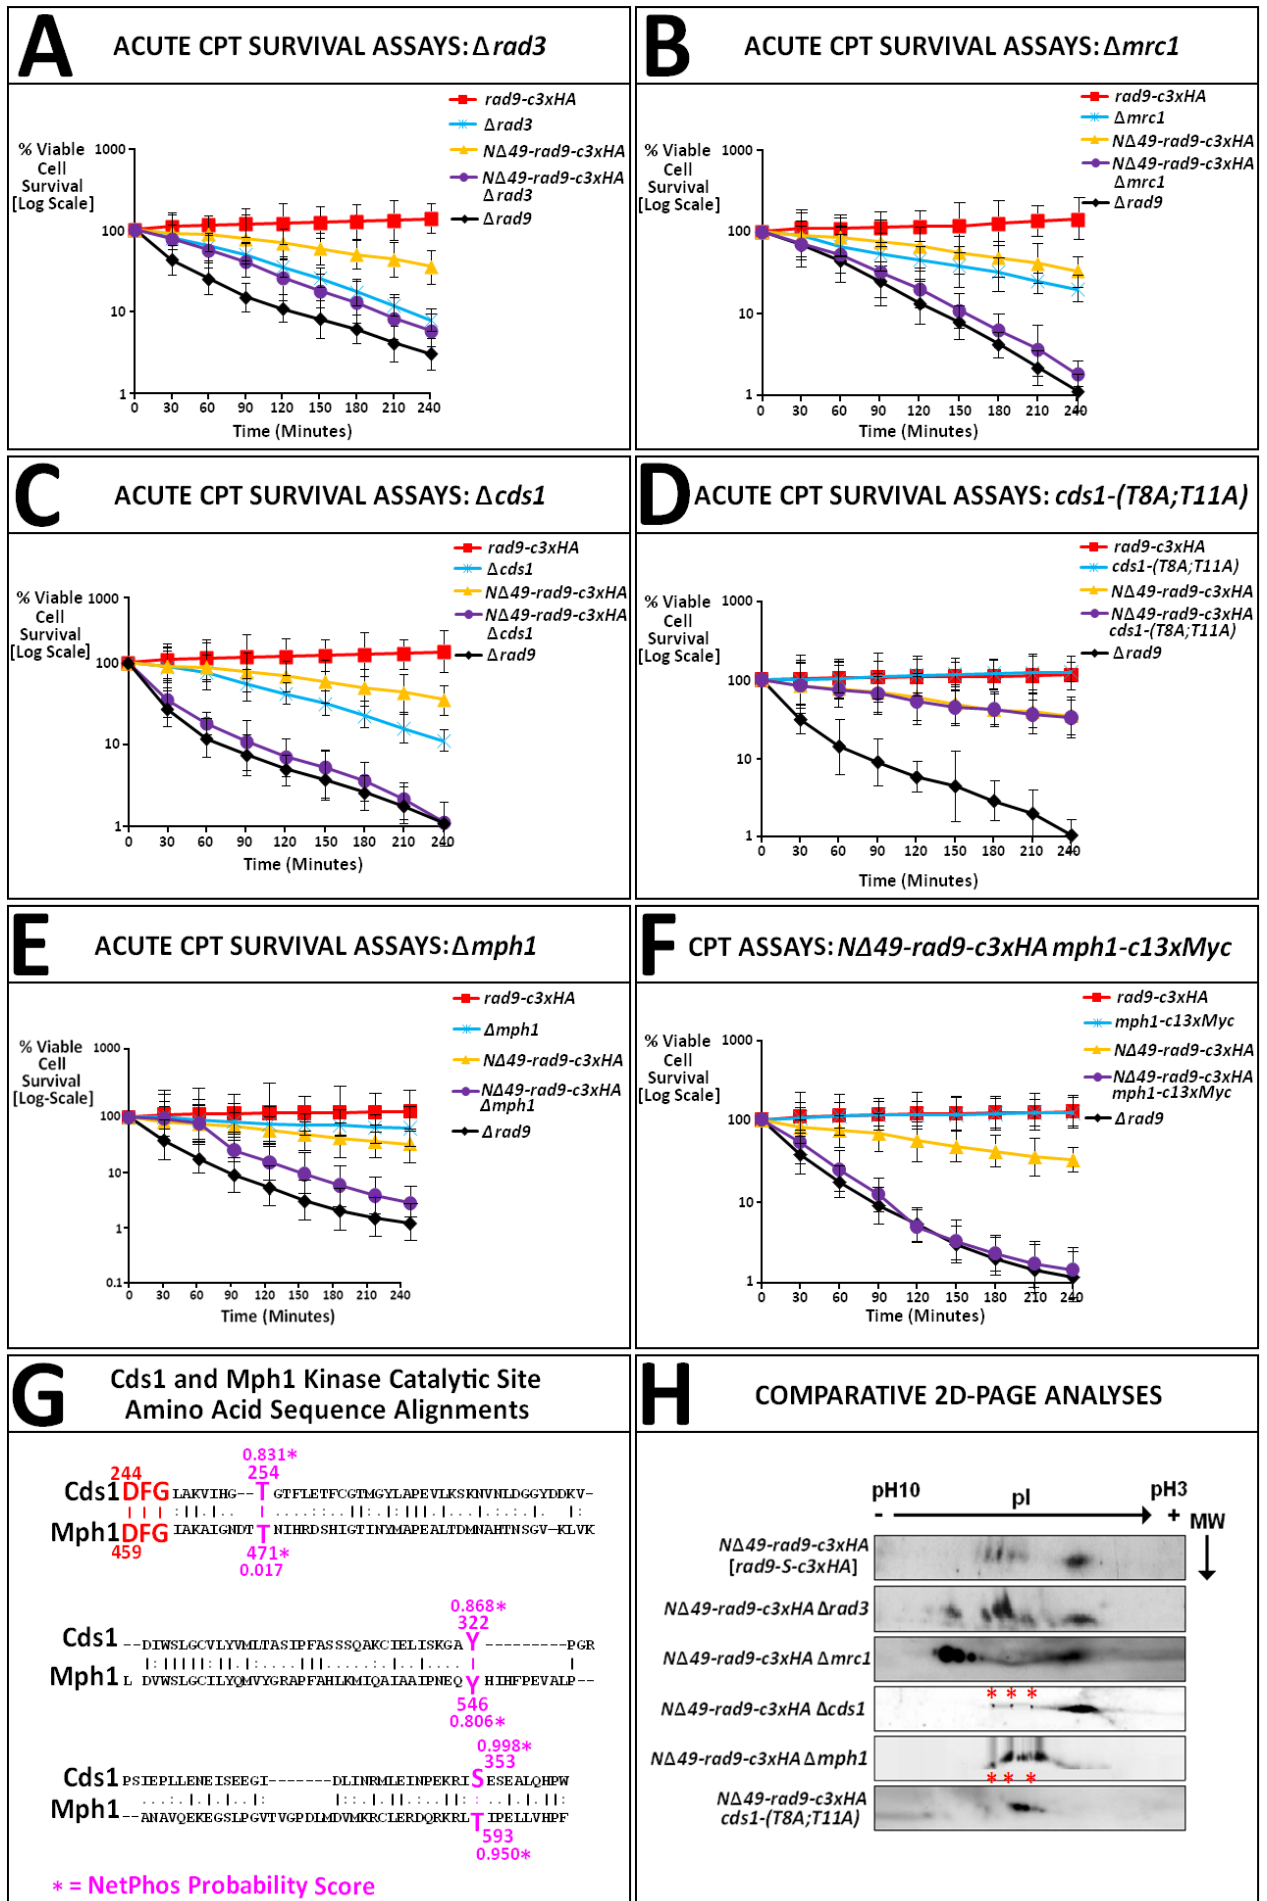 A ACUTE CPT SURVIVAL ASSAYS: Δrad3
rad9-c3xHA
Δrad3
NΔ49-rad9-c3xHA
NΔ49-rad9-c3xHA
Δrad3
Δrad9
% Viable
Cell
Survival
[Log Scale]
1000
100
10
1
0 30 60 90 120 150 180 210 240
Time (Minutes)
B ACUTE CPT SURVIVAL ASSAYS: Δmrc1
rad9-c3xHA
Δmrc1
NΔ49-rad9-c3xHA
NΔ49-rad9-c3xHA
Δmrc1
Δrad9
% Viable
Cell
Survival
[Log Scale]
1000
100
10
1
0 30 60 90 120 150 180 210 240
Time (Minutes)
C ACUTE CPT SURVIVAL ASSAYS: Δcds1
rad9-c3xHA
Δcds1
NΔ49-rad9-c3xHA
NΔ49-rad9-c3xHA
Δcds1
Δrad9
% Viable
Cell
Survival
[Log Scale]
1000
100
10
1
0 30 60 90 120 150 180 210 240
Time (Minutes)
D ACUTE CPT SURVIVAL ASSAYS: cds1-(T8A;T11A)
rad9-c3xHA
cds1-(T8A;T11A)
NΔ49-rad9-c3xHA
NΔ49-rad9-c3xHA
cds1-(T8A;T11A)
Δrad9
% Viable
Cell
Survival
[Log Scale]
1000
100
10
1
0 30 60 90 120 150 180 210 240
Time (Minutes)
E ACUTE CPT SURVIVAL ASSAYS: Δmph1
rad9-c3xHA
Δmph1
NΔ49-rad9-c3xHA
NΔ49-rad9-c3xHA
Δmph1
Δrad9
% Viable
Cell
Survival
[Log-Scale]
1000
100
10
1
0.1
0 30 60 90 120 150 180 210 240
Time (Minutes)
F CPT ASSAYS: NΔ49-rad9-c3xHA mph1-c13xMyc
rad9-c3xHA
mph1-c13xMyc
NΔ49-rad9-c3xHA
NΔ49-rad9-c3xHA
mph1-c13xMyc
Δrad9
% Viable
Cell
Survival
[Log Scale]
1000
100
10
1
0 30 60 90 120 150 180 210 240
Time (Minutes)
G Cds1 and Mph1 Kinase Catalytic Site
Amino Acid Sequence Alignments
0.831*
244 254
Cds1 DFG LAKVIHG-- T GTFLETFCGTMGYLAPEVLKSKNVNLDGGYDDKV-
Mph1 DFG IAKAIGNDT T NIHRDSHIGTINYMAPEALTDMNAHTNSGV-KLVK
459 471*
0.017
0.868*
322
Cds1 --DIWSLGCVLYVMLTASIPFASSSQAKCIELISKGA Y ---------PGR
Mph1 L DVWSLGCILYQMVYGRAPFAHLKMIQAIAAIPNEQ Y HIHFPEVALP--
546
0.806*
0.998*
353
Cds1 PSIEPLLENEISEEGI-------DLINRMLEINPEKRI S ESEALQHPW
Mph1 --ANAVQEKEGSLPGVTVGPDLMDVMKRCLERDQRKRL T IPELLVHPF
593
0.950*
* = NetPhos Probability Score
H COMPARATIVE 2D-PAGE ANALYSES
pH10 pI pH3
- + MW
NΔ49-rad9-c3xHA
[rad9-S-c3xHA]
NΔ49-rad9-c3xHA Δrad3
NΔ49-rad9-c3xHA Δmrc1
* * *
NΔ49-rad9-c3xHA Δcds1
NΔ49-rad9-c3xHA Δmph1
* * *
NΔ49-rad9-c3xHA
cds1-(T8A;T11A)